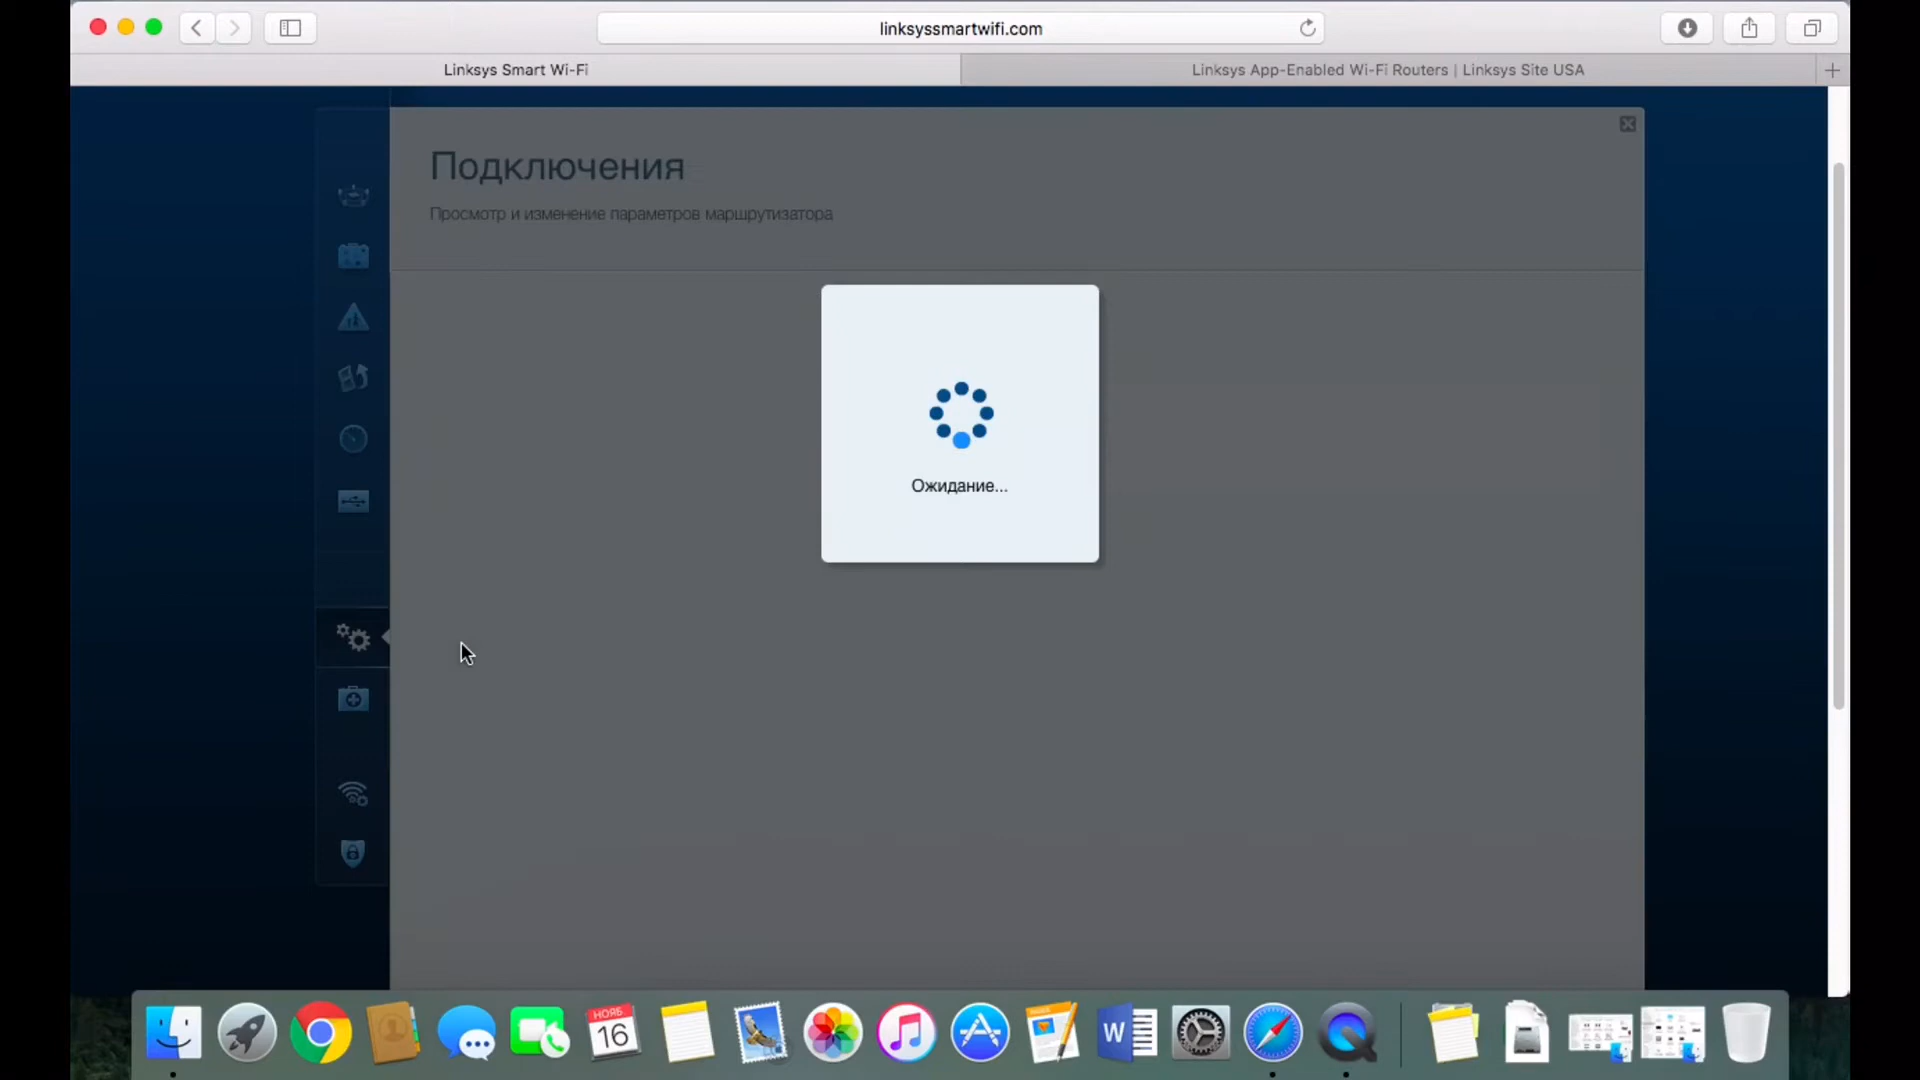 linksyssmartwifi.com
Linksys Smart Wi-Fi
Linksys App-Enabled Wi-Fi Routers | Linksys Site USA
Подключения
Просмотр и изменение параметров маршрутизатора
Ожидание...
НОЯБ
16
W